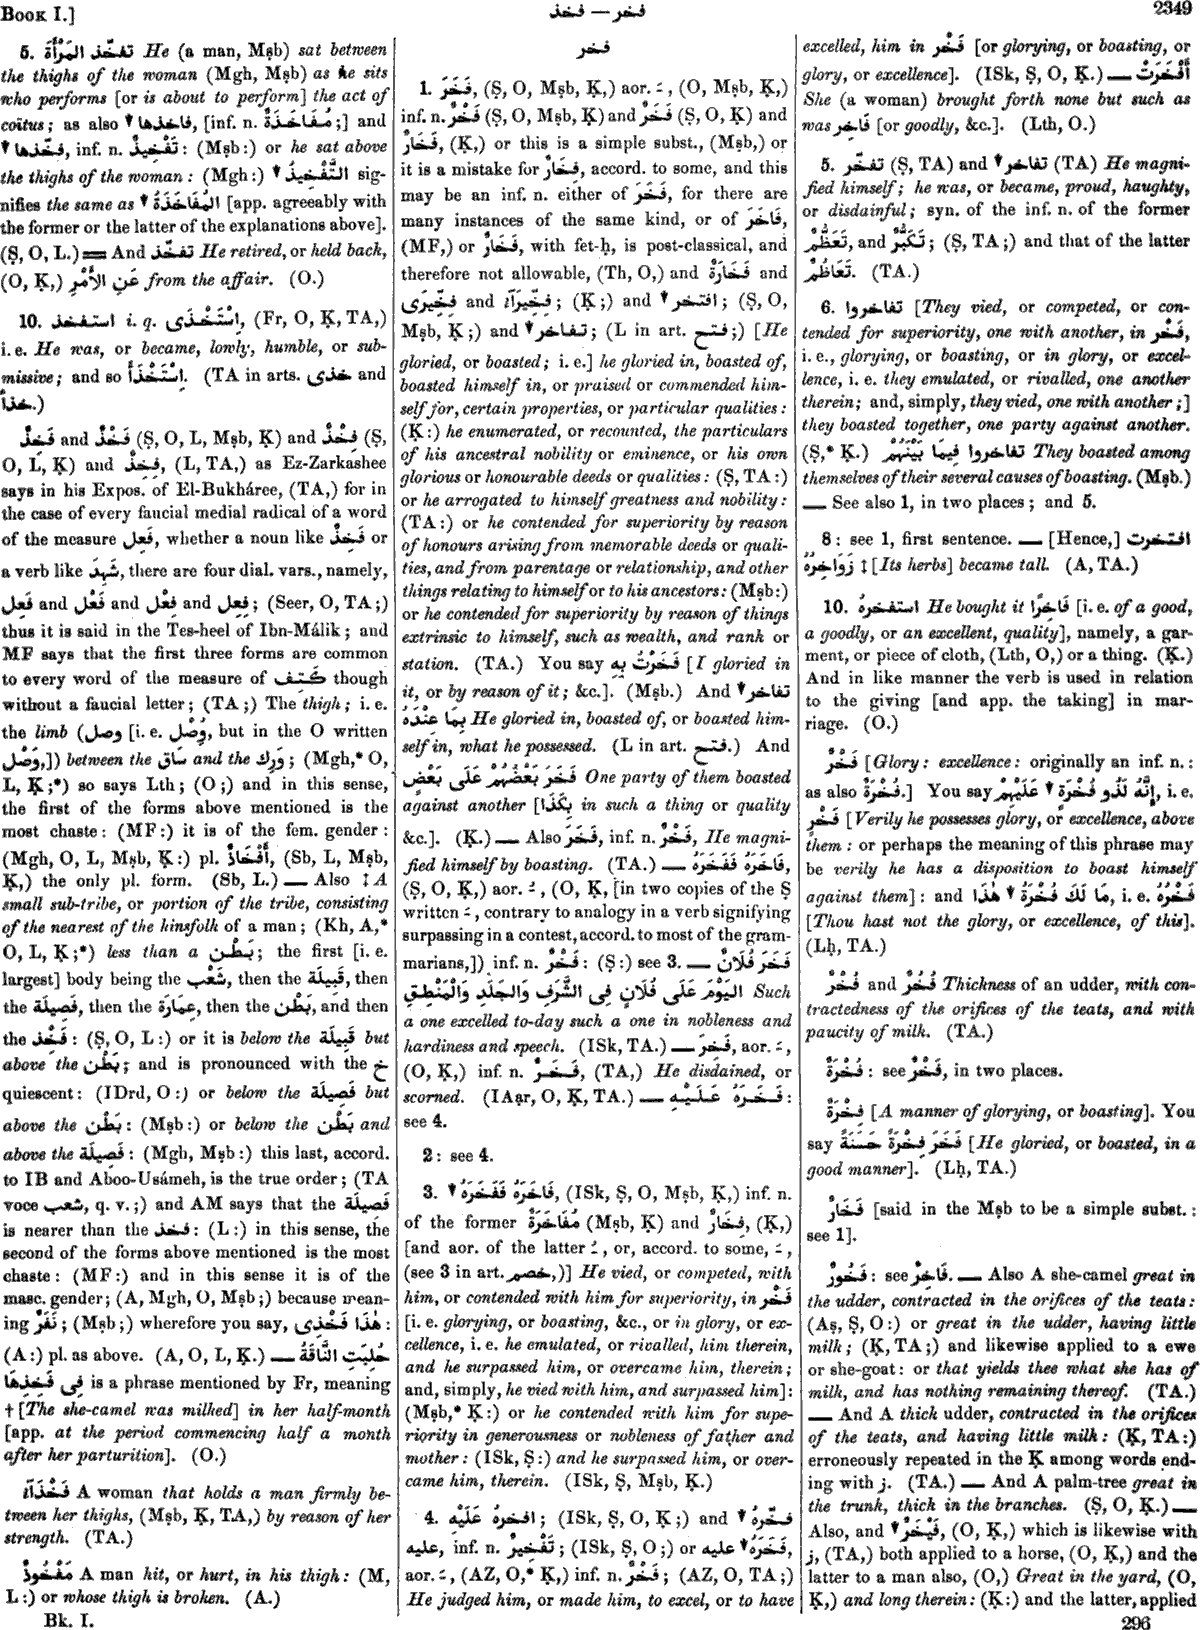 Book I.]
فخذ — فخر
2349
5. تفخّذ المَرْأَةَ He (a man, Mṣb) sat between
the thighs of the woman (Mgh, Mṣb) as he sits
who performs [or is about to perform] the act of
coïtus; as also ▼ فاخذها, [inf. n. مُفَاخَذَةٌ;] and
▼ فخّذها, inf. n. تَفْخِيذٌ: (Mṣb:) or he sat above
the thighs of the woman: (Mgh:) ▼ التَّفْخِيذُ sig-
nifies the same as ▼ المُفَاخَذَةُ [app. agreeably with
the former or the latter of the explanations above].
(Ṣ, O, L.) ═ And تفخّذ He retired, or held back,
(O, Ḳ,) عَنِ الأَمْرِ from the affair. (O.)
10. استفخذ i. q. اِسْتَخْذَى, (Fr, O, Ḳ, TA,)
i. e. He was, or became, lowly, humble, or sub-
missive; and so اِسْتَخْذَأَ. (TA in arts. خذى and
خذأ.)
فَخِذٌ and فَخْذٌ (Ṣ, O, L, Mṣb, Ḳ) and فِخْذٌ (Ṣ,
O, L, Ḳ) and فِخِذٌ, (L, TA,) as Ez-Zarkashee
says in his Expos. of El-Bukháree, (TA,) for in
the case of every faucial medial radical of a word
of the measure فَعِل, whether a noun like فَخِذٌ or
a verb like شَهِدَ, there are four dial. vars., namely,
فَعِل and فَعْل and فِعْل and فِعِل; (Seer, O, TA;)
thus it is said in the Tes-heel of Ibn-Málik; and
MF says that the first three forms are common
to every word of the measure of كَتِف though
without a faucial letter; (TA;) The thigh; i. e.
the limb (وصل [i. e. وُصْل, but in the O written
وَصْل,]) between the سَاق and the وَرِك; (Mgh,* O,
L, Ḳ;*) so says Lth; (O;) and in this sense,
the first of the forms above mentioned is the
most chaste: (MF:) it is of the fem. gender:
(Mgh, O, L, Mṣb, Ḳ:) pl. أَفْخَاذٌ, (Sb, L, Mṣb,
Ḳ,) the only pl. form. (Sb, L.) — Also ‡ A
small sub-tribe, or portion of the tribe, consisting
of the nearest of the kinsfolk of a man; (Kh, A,*
O, L, Ḳ;*) less than a بَطْن; the first [i. e.
largest] body being the شَعْب, then the قَبِيلَة, then
the فَصِيلَة, then the عِمَارَة, then the بَطْن, and then
the فَخْذ: (Ṣ, O, L:) or it is below the قَبِيلَة but
above the بَطْن; and is pronounced with the خ
quiescent: (IDrd, O:) or below the فَصِيلَة but
above the بَطْن: (Mṣb:) or below the بَطْن and
above the فَصِيلَة: (Mgh, Mṣb:) this last, accord.
to IB and Aboo-Usámeh, is the true order; (TA
voce شعب, q. v.;) and AM says that the فَصِيلَة
is nearer than the فخذ: (L:) in this sense, the
second of the forms above mentioned is the most
chaste: (MF:) and in this sense it is of the
masc. gender; (A, Mgh, O, Mṣb;) because mean-
ing نَفَرٌ; (Mṣb;) wherefore you say, هٰذَا فَخْذِى:
(A:) pl. as above. (A, O, L, Ḳ.) — حُلِبَتِ النَّاقَةُ
فِى فَخِذِهَا is a phrase mentioned by Fr, meaning
† [The she-camel was milked] in her half-month
[app. at the period commencing half a month
after her parturition]. (O.)
فَخْذَآءُ A woman that holds a man firmly be-
tween her thighs, (Mṣb, Ḳ, TA,) by reason of her
strength. (TA.)
مَفْخُوذٌ A man hit, or hurt, in his thigh: (M,
L:) or whose thigh is broken. (A.)
Bk. I.
فخر
1. فَخَرَ, (Ṣ, O, Mṣb, Ḳ,) aor. ـَ, (O, Mṣb, Ḳ,)
inf. n. فَخْرٌ (Ṣ, O, Mṣb, Ḳ) and فَخَرٌ (Ṣ, O, Ḳ) and
فَخَارٌ, (Ḳ,) or this is a simple subst., (Mṣb,) or
it is a mistake for فِخَارٌ, accord. to some, and this
may be an inf. n. either of فَخَرَ, for there are
many instances of the same kind, or of فَاخَرَ,
(MF,) or فَخَارٌ, with fet-ḥ, is post-classical, and
therefore not allowable, (Th, O,) and فَخَارَةٌ and
فِخِّيرَى and فِخِّيرَآءُ; (Ḳ;) and ▼ افتخر; (Ṣ, O,
Mṣb, Ḳ;) and ▼ تفاخر; (L in art. فتح;) [He
gloried, or boasted; i. e.] he gloried in, boasted of,
boasted himself in, or praised or commended him-
self for, certain properties, or particular qualities:
(Ḳ:) he enumerated, or recounted, the particulars
of his ancestral nobility or eminence, or his own
glorious or honourable deeds or qualities: (Ṣ, TA:)
or he arrogated to himself greatness and nobility:
(TA:) or he contended for superiority by reason
of honours arising from memorable deeds or quali-
ties, and from parentage or relationship, and other
things relating to himself or to his ancestors: (Mṣb:)
or he contended for superiority by reason of things
extrinsic to himself, such as wealth, and rank or
station. (TA.) You say فَخَرْتُ بِهِ [I gloried in
it, or by reason of it; &c.]. (Mṣb.) And ▼ تفاخر
بِمَا عِنْدَهُ He gloried in, boasted of, or boasted him-
self in, what he possessed. (L in art. فتح.) And
فَخَرَ بَعْضُهُمْ عَلَى بَعْضٍ One party of them boasted
against another [بِكَذَا in such a thing or quality
&c.]. (Ḳ.) — Also فَخَرَ, inf. n. فَخْرٌ, He magni-
fied himself by boasting. (TA.) — فَاخَرَهُ فَفَخَرَهُ,
(Ṣ, O, Ḳ,) aor. ـُ, (O, Ḳ, [in two copies of the Ṣ
written ـَ, contrary to analogy in a verb signifying
surpassing in a contest, accord. to most of the gram-
marians,]) inf. n. فَخْرٌ: (Ṣ:) see 3. — فَخَرَ فُلَانٌ
اليَوْمَ عَلَى فُلَانٍ فِى الشَّرَفِ وَالجَلَدِ وَالْمَنْطِقِ Such
a one excelled to-day such a one in nobleness and
hardiness and speech. (ISk, TA.) — فَخِرَ, aor. ـَ,
(O, Ḳ,) inf. n. فَخَرٌ, (TA,) He disdained, or
scorned. (IAạr, O, Ḳ, TA.) — فَخَرَهُ عَلَيْهِ:
see 4.
2: see 4.
3. ▼ فَاخَرَهُ فَفَخَرَهُ, (ISk, Ṣ, O, Mṣb, Ḳ,) inf. n.
of the former مُفَاخَرَةٌ (Mṣb, Ḳ) and فِخَارٌ, (Ḳ,)
[and aor. of the latter ـُ, or, accord. to some, ـَ,
(see 3 in art. خصم,)] He vied, or competed, with
him, or contended with him for superiority, in فَخْر
[i. e. glorying, or boasting, &c., or in glory, or ex-
cellence, i. e. he emulated, or rivalled, him therein,
and he surpassed him, or overcame him, therein;
and, simply, he vied with him, and surpassed him]:
(Mṣb,* Ḳ:) or he contended with him for supe-
riority in generousness or nobleness of father and
mother: (ISk, Ṣ:) and he surpassed him, or over-
came him, therein. (ISk, Ṣ, Mṣb, Ḳ.)
4. افخرهُ عَلَيْهِ; (ISk, Ṣ, O, Ḳ;) and ▼ فخّرهُ
عليه, inf. n. تَفْخِيرٌ; (ISk, Ṣ, O;) or ▼ فَخَرَهُ عليه,
aor. ـَ, (AZ, O,* Ḳ,) inf. n. فَخْرٌ; (AZ, O, TA;)
He judged him, or made him, to excel, or to have
excelled, him in فَخْر [or glorying, or boasting, or
glory, or excellence]. (ISk, Ṣ, O, Ḳ.) — أَفْخَرَتْ
She (a woman) brought forth none but such as
was فَاخِر [or goodly, &c.]. (Lth, O.)
5. تفخّر (Ṣ, TA) and ▼ تفاخر (TA) He magni-
fied himself; he was, or became, proud, haughty,
or disdainful; syn. of the inf. n. of the former
تَعَظُّمٌ, and تَكَبُّرٌ; (Ṣ, TA;) and that of the latter
تَعَاظُمٌ. (TA.)
6. تفاخروا [They vied, or competed, or con-
tended for superiority, one with another, in فَخْر,
i. e., glorying, or boasting, or in glory, or excel-
lence, i. e. they emulated, or rivalled, one another
therein; and, simply, they vied, one with another;]
they boasted together, one party against another.
(Ṣ,* Ḳ.) تفاخروا فِيمَا بَيْنَهُمْ They boasted among
themselves of their several causes of boasting. (Mṣb.)
— See also 1, in two places; and 5.
8: see 1, first sentence. — [Hence,] افتخرت
زَوَاخِرُهُ ‡ [Its herbs] became tall. (A, TA.)
10. استفخرهُ He bought it فَاخِرًا [i. e. of a good,
a goodly, or an excellent, quality], namely, a gar-
ment, or piece of cloth, (Lth, O,) or a thing. (Ḳ.)
And in like manner the verb is used in relation
to the giving [and app. the taking] in mar-
riage. (O.)
فَخْرٌ [Glory: excellence: originally an inf. n.:
as also فُخْرَةٌ.] You say إِنَّهُ لَذُو فُخْرَةٍ ▼ عَلَيْهِمْ, i. e.
فَخْر [Verily he possesses glory, or excellence, above
them: or perhaps the meaning of this phrase may
be verily he has a disposition to boast himself
against them]: and مَا لَكَ فُخْرَةُ ▼ هٰذَا, i. e. فَخْرُهُ
[Thou hast not the glory, or excellence, of this].
(Lḥ, TA.)
فَخْرٌ and فُخْرٌ Thickness of an udder, with con-
tractedness of the orifices of the teats, and with
paucity of milk. (TA.)
فُخْرَةٌ: see فَخْرٌ, in two places.
فِخْرَةٌ [A manner of glorying, or boasting]. You
say فَخَرَ فِخْرَةً حَسَنَةً [He gloried, or boasted, in a
good manner]. (Lḥ, TA.)
فَخَارٌ [said in the Mṣb to be a simple subst.:
see 1].
فَخُورٌ: see فَاخِرٌ. — Also A she-camel great in
the udder, contracted in the orifices of the teats:
(Aṣ, Ṣ, O:) or great in the udder, having little
milk; (Ḳ, TA;) and likewise applied to a ewe
or she-goat: or that yields thee what she has of
milk, and has nothing remaining thereof. (TA.)
— And A thick udder, contracted in the orifices
of the teats, and having little milk: (Ḳ, TA:)
erroneously repeated in the Ḳ among words end-
ing with ز. (TA.) — And A palm-tree great in
the trunk, thick in the branches. (Ṣ, O, Ḳ.) —
Also, and ▼ فَيْخَرٌ, (O, Ḳ,) which is likewise with
ز, (TA,) both applied to a horse, (O, Ḳ,) and the
latter to a man also, (O,) Great in the yard, (O,
Ḳ,) and long therein: (Ḳ:) and the latter, applied
296